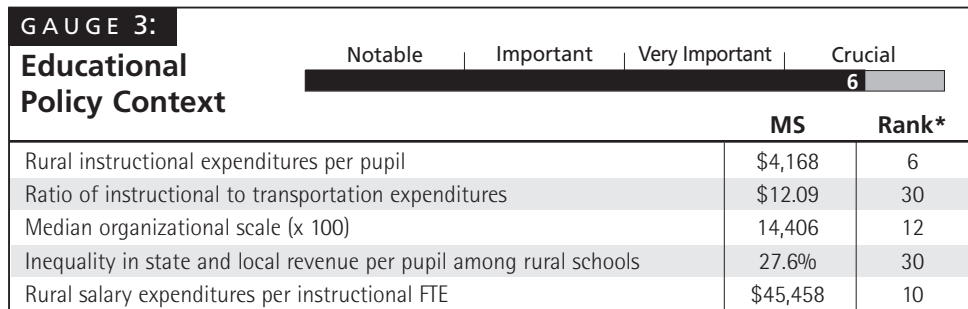 GAUGE 3:
Educational
Policy Context
Notable Important Very Important Crucial
6
MS Rank*
Rural instructional expenditures per pupil $4,168 6
Ratio of instructional to transportation expenditures $12.09 30
Median organizational scale (x 100) 14,406 12
Inequality in state and local revenue per pupil among rural schools 27.6% 30
Rural salary expenditures per instructional FTE $45,458 10